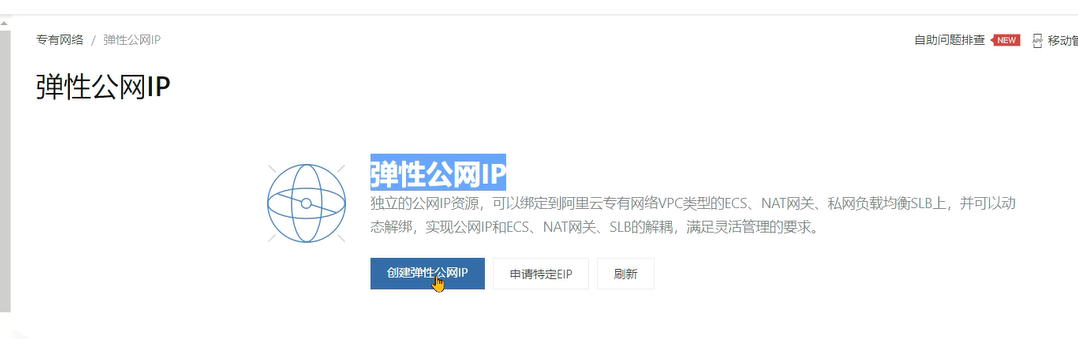 专有网络 / 弹性公网IP
自助问题排查 NEW APP 移动管
弹性公网IP
弹性公网IP
独立的公网IP资源，可以绑定到阿里云专有网络VPC类型的ECS、NAT网关、私网负载均衡SLB上，并可以动
态解绑，实现公网IP和ECS、NAT网关、SLB的解耦，满足灵活管理的要求。
创建弹性公网IP 申请特定EIP 刷新